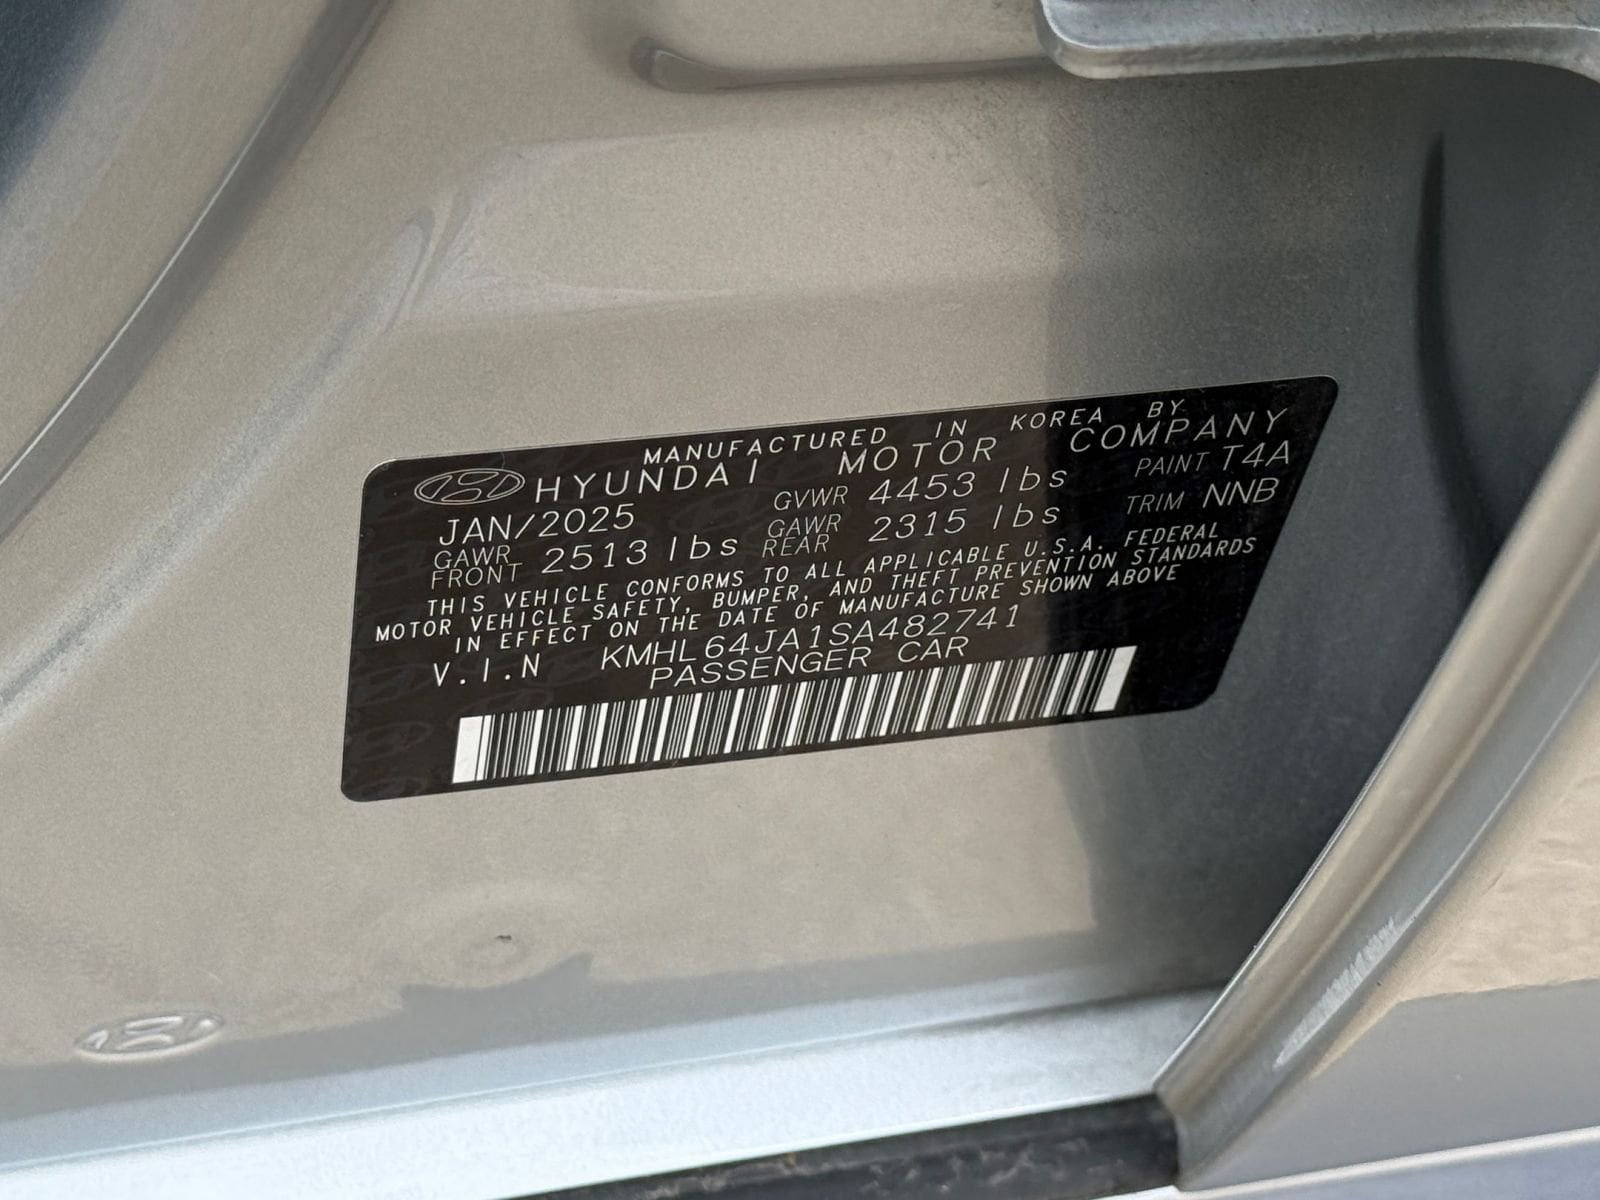 MANUFACTURED IN KOREA BY
HYUNDAI MOTOR COMPANY
JAN/2025 GVWR 4453 lbs PAINT T4A
GAWR FRONT 2513 lbs GAWR REAR 2315 lbs TRIM NNB
THIS VEHICLE CONFORMS TO ALL APPLICABLE U.S.A. FEDERAL
MOTOR VEHICLE SAFETY, BUMPER, AND THEFT PREVENTION STANDARDS
IN EFFECT ON THE DATE OF MANUFACTURE SHOWN ABOVE
V.I.N KMHL64JA1SA482741
PASSENGER CAR